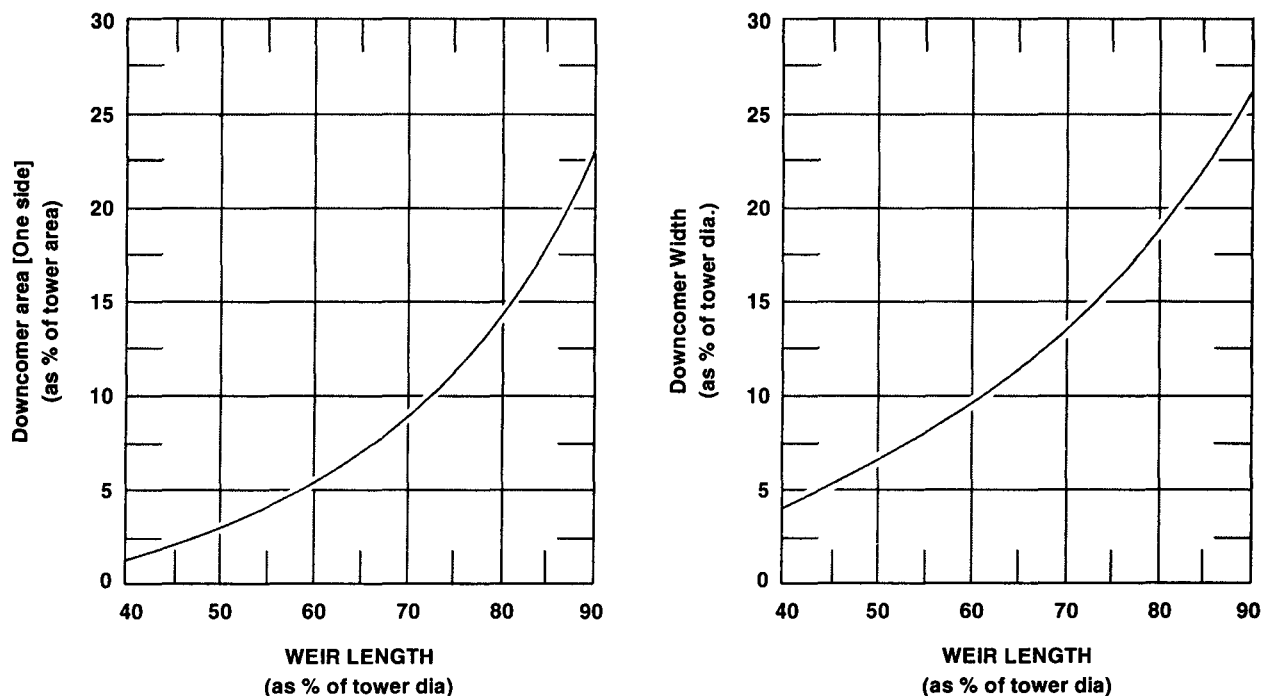 Downcomer area [One side]
(as % of tower area)
30
25
20
15
10
5
0
40 50 60 70 80 90
WEIR LENGTH
(as % of tower dia)
Downcomer Width
(as % of tower dia.)
30
25
20
15
10
5
0
40 50 60 70 80 90
WEIR LENGTH
(as % of tower dia)